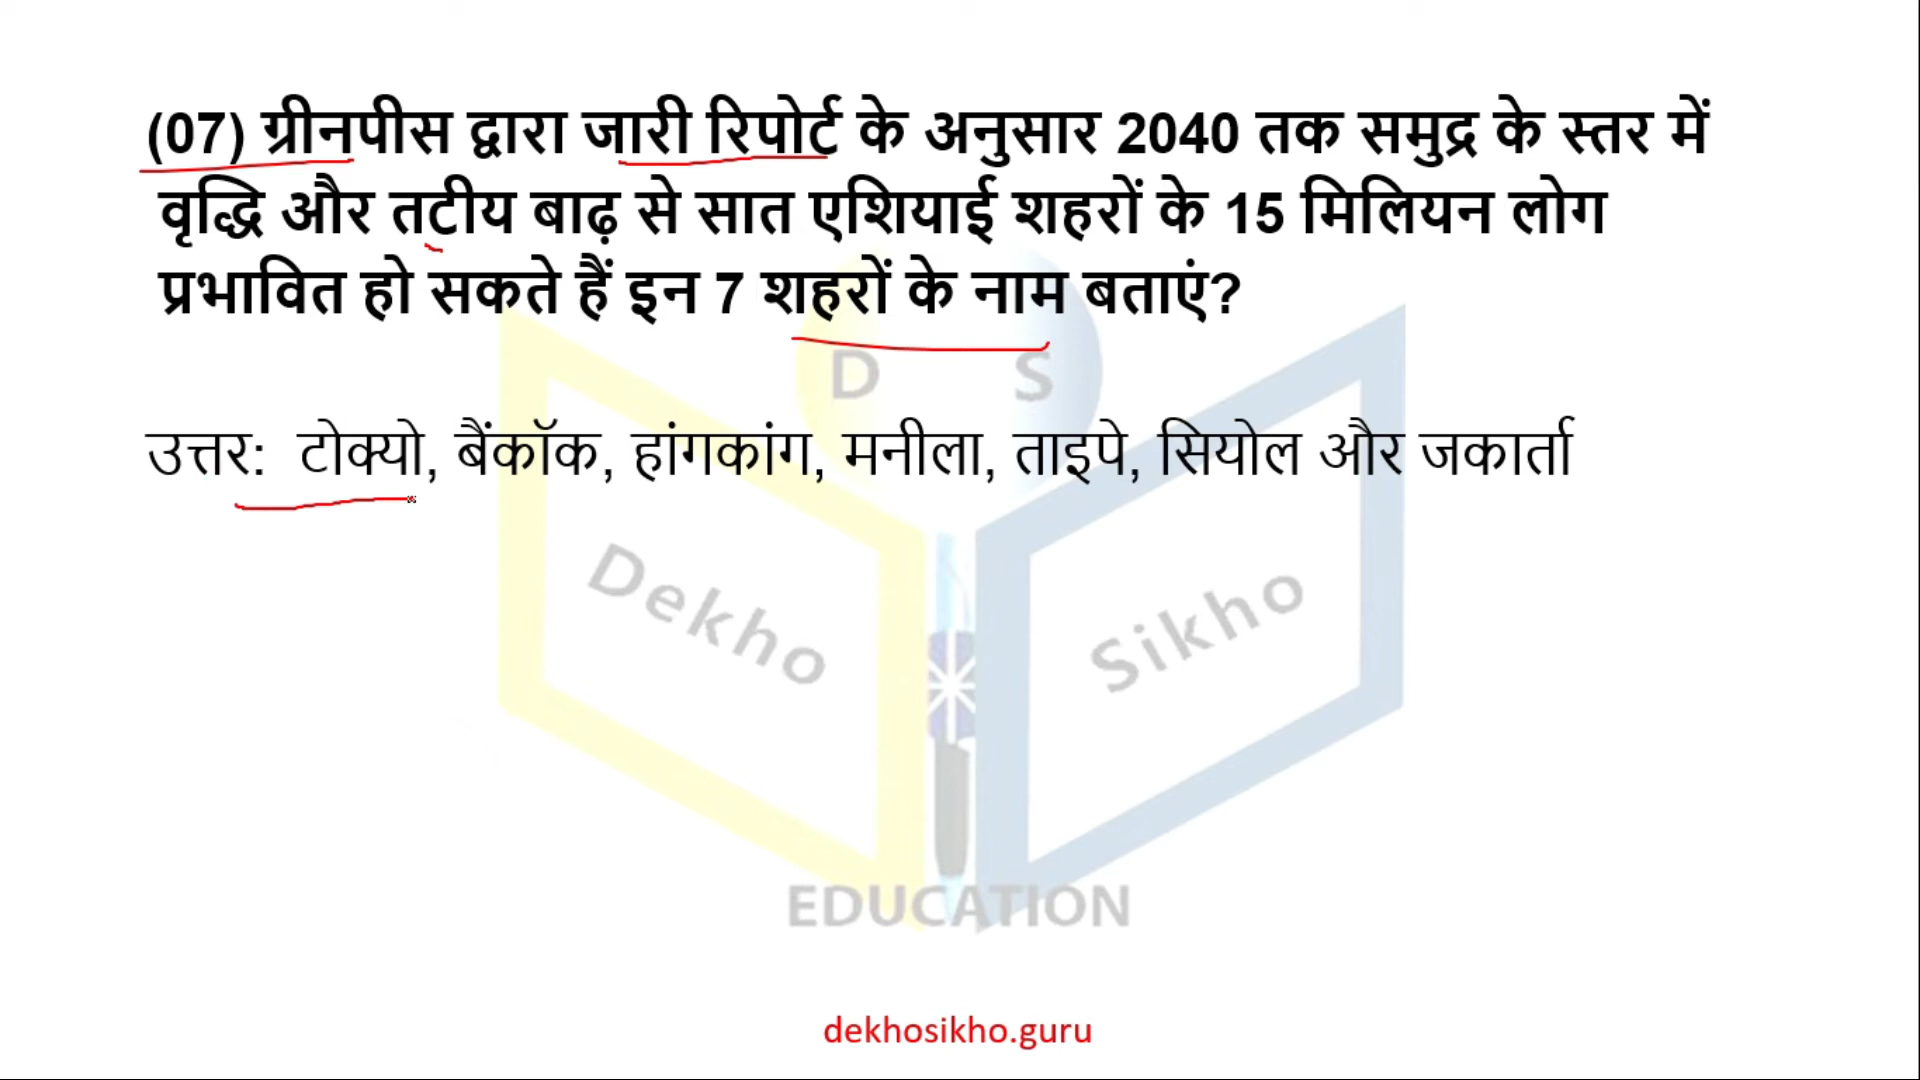 (07) ग्रीनपीस द्वारा जारी रिपोर्ट के अनुसार 2040 तक समुद्र के स्तर में
वृद्धि और तटीय बाढ़ से सात एशियाई शहरों के 15 मिलियन लोग
प्रभावित हो सकते हैं इन 7 शहरों के नाम बताएं?
D S
उत्तर: टोक्यो, बैंकॉक, हांगकांग, मनीला, ताइपे, सियोल और जकार्ता
Dekho Sikho
EDUCATION
dekhosikho.guru